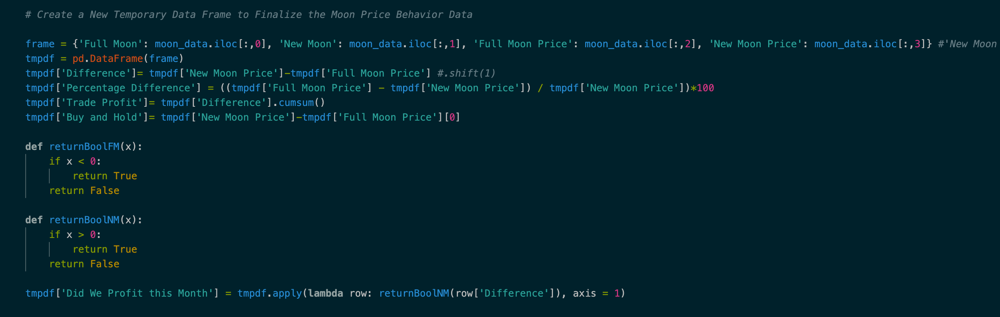 # Create a New Temporary Data Frame to Finalize the Moon Price Behavior Data
frame = {'Full Moon': moon_data.iloc[:,0], 'New Moon': moon_data.iloc[:,1], 'Full Moon Price': moon_data.iloc[:,2], 'New Moon Price': moon_data.iloc[:,3]} #'New Moon
tmpdf = pd.DataFrame(frame)
tmpdf['Difference']= tmpdf['New Moon Price']-tmpdf['Full Moon Price'] #.shift(1)
tmpdf['Percentage Difference'] = ((tmpdf['Full Moon Price'] - tmpdf['New Moon Price']) / tmpdf['New Moon Price'])*100
tmpdf['Trade Profit']= tmpdf['Difference'].cumsum()
tmpdf['Buy and Hold']= tmpdf['New Moon Price']-tmpdf['Full Moon Price'][0]
def returnBoolFM(x):
    if x < 0:
        return True
    return False
def returnBoolNM(x):
    if x > 0:
        return True
    return False
tmpdf['Did We Profit this Month'] = tmpdf.apply(lambda row: returnBoolNM(row['Difference']), axis = 1)